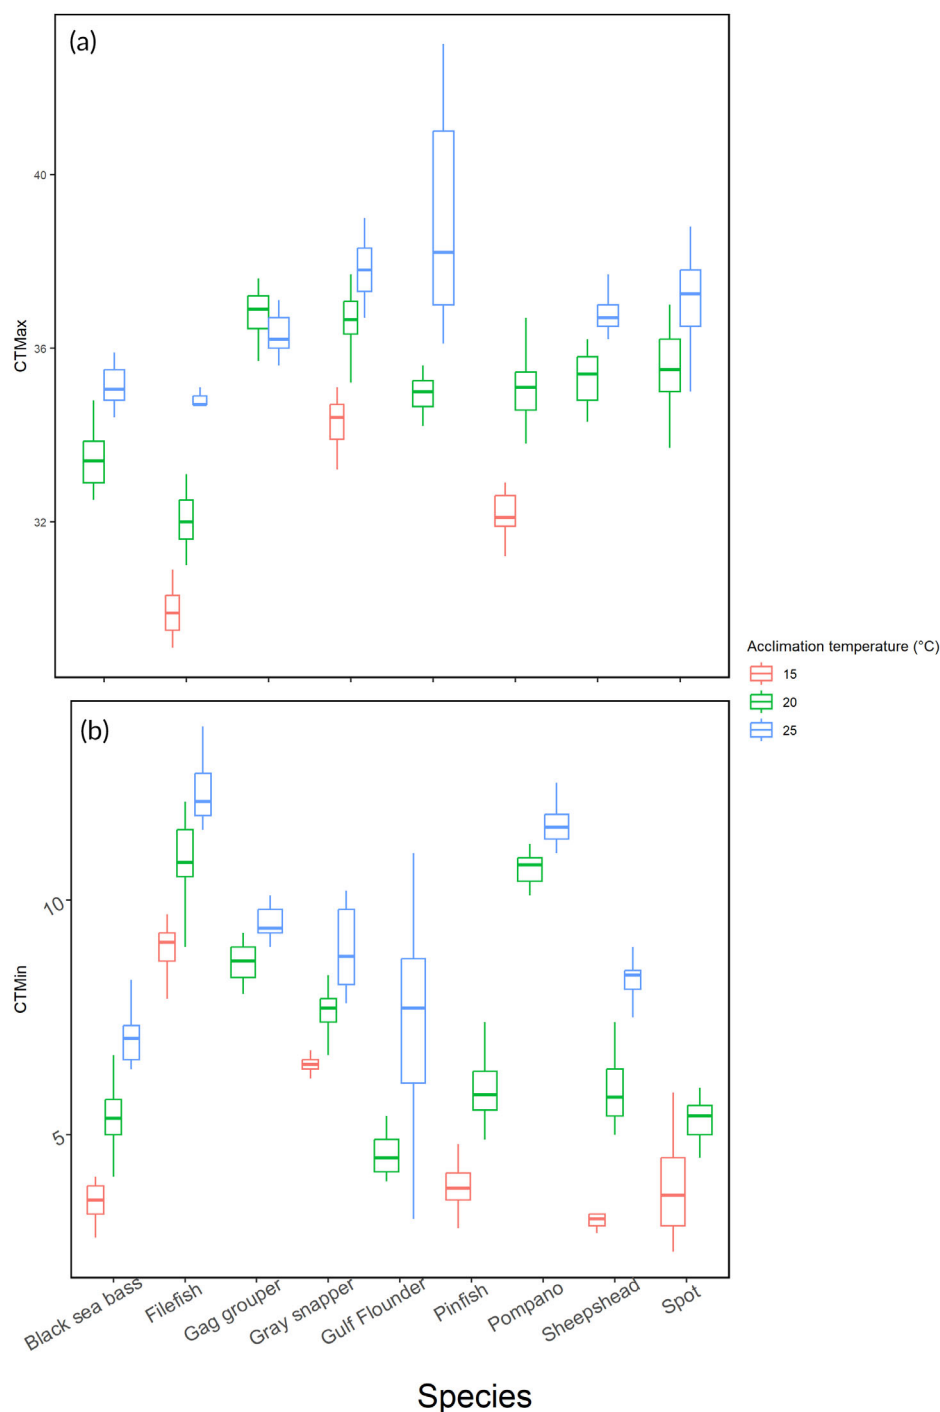 (a)
40
36
32
CTMax
Acclimation temperature (°C)
15
20
25
(b)
10
5
CTMin
Black sea bass
Filefish
Gag grouper
Gray snapper
Gulf Flounder
Pinfish
Pompano
Sheepshead
Spot
Species